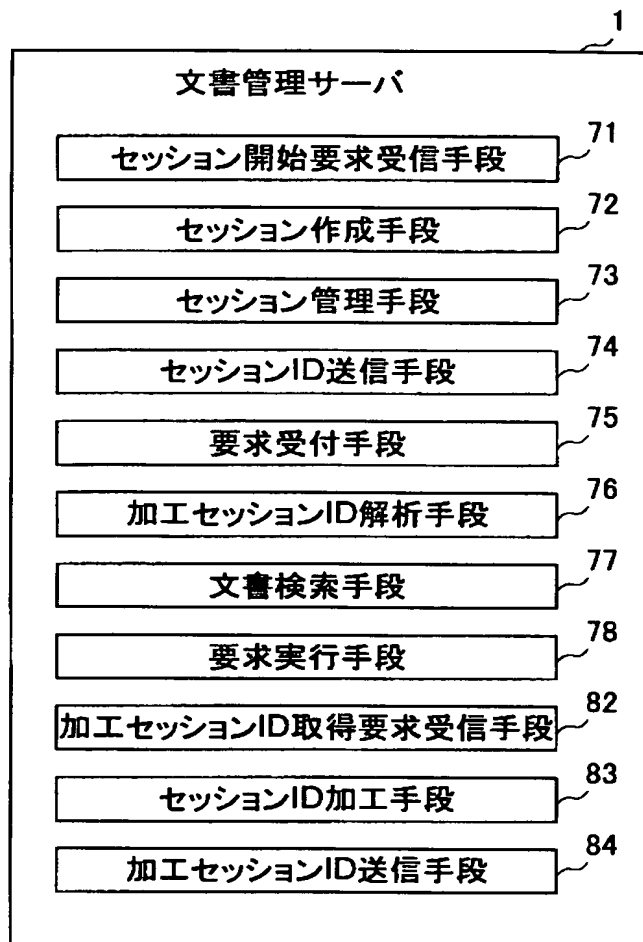 1
文書管理サーバ
セッション開始要求受信手段 71
セッション作成手段 72
セッション管理手段 73
セッションID送信手段 74
要求受付手段 75
加工セッションID解析手段 76
文書検索手段 77
要求実行手段 78
加工セッションID取得要求受信手段 82
セッションID加工手段 83
加工セッションID送信手段 84